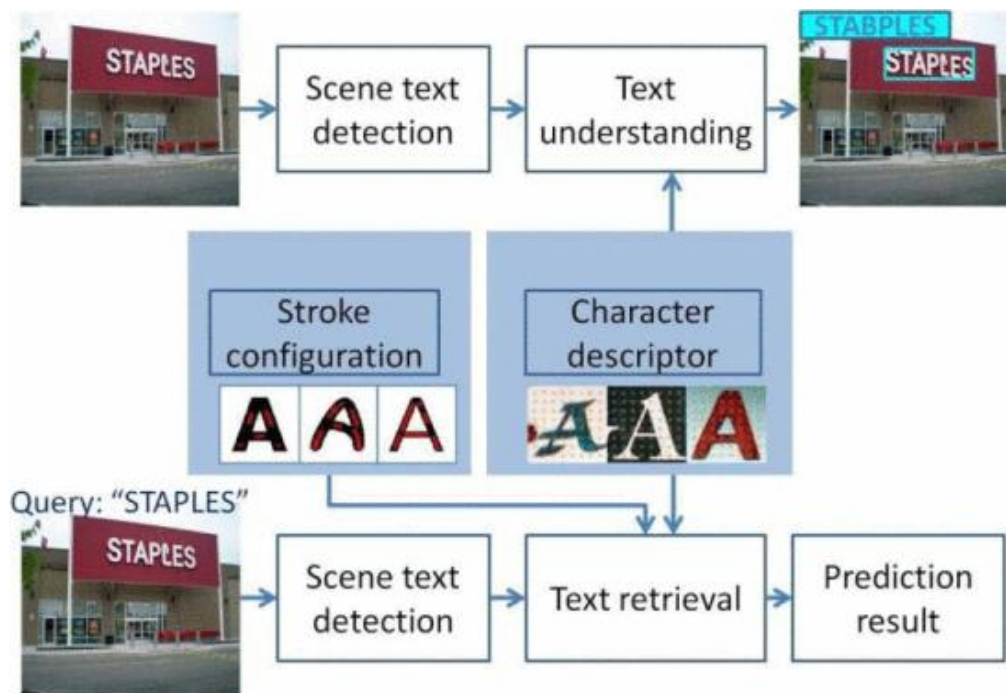 STABPLES
STAPLES
STAPLES
Scene text
detection
Text
understanding
Stroke
configuration
Character
descriptor
A A A
A A A
Query: “STAPLES”
STAPLES
Scene text
detection
Text retrieval
Prediction
result